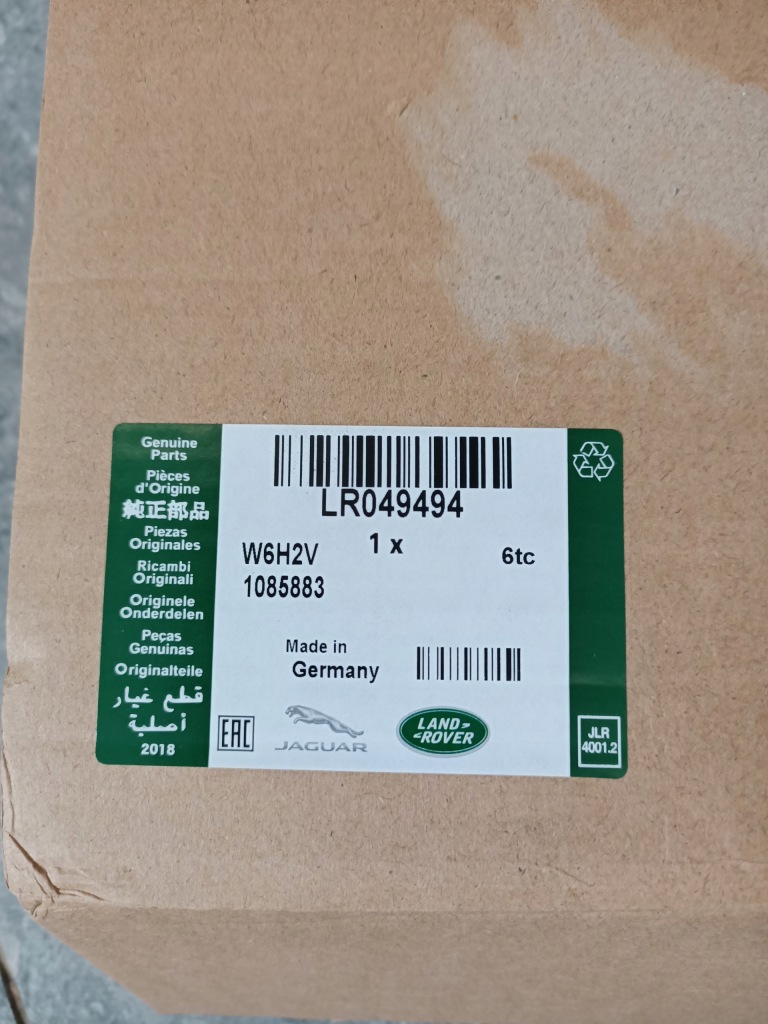 Genuine
Parts
Pièces
d'Origine
純正部品
Piezas
Originales
Ricambi
Originali
Originele
Onderdelen
Peças
Genuinas
Originalteile
قطع غيار
أصلية
2018
LR049494
1 x
W6H2V
6tc
1085883
Made in
Germany
EAC
JAGUAR
LAND
ROVER
JLR
4001.2